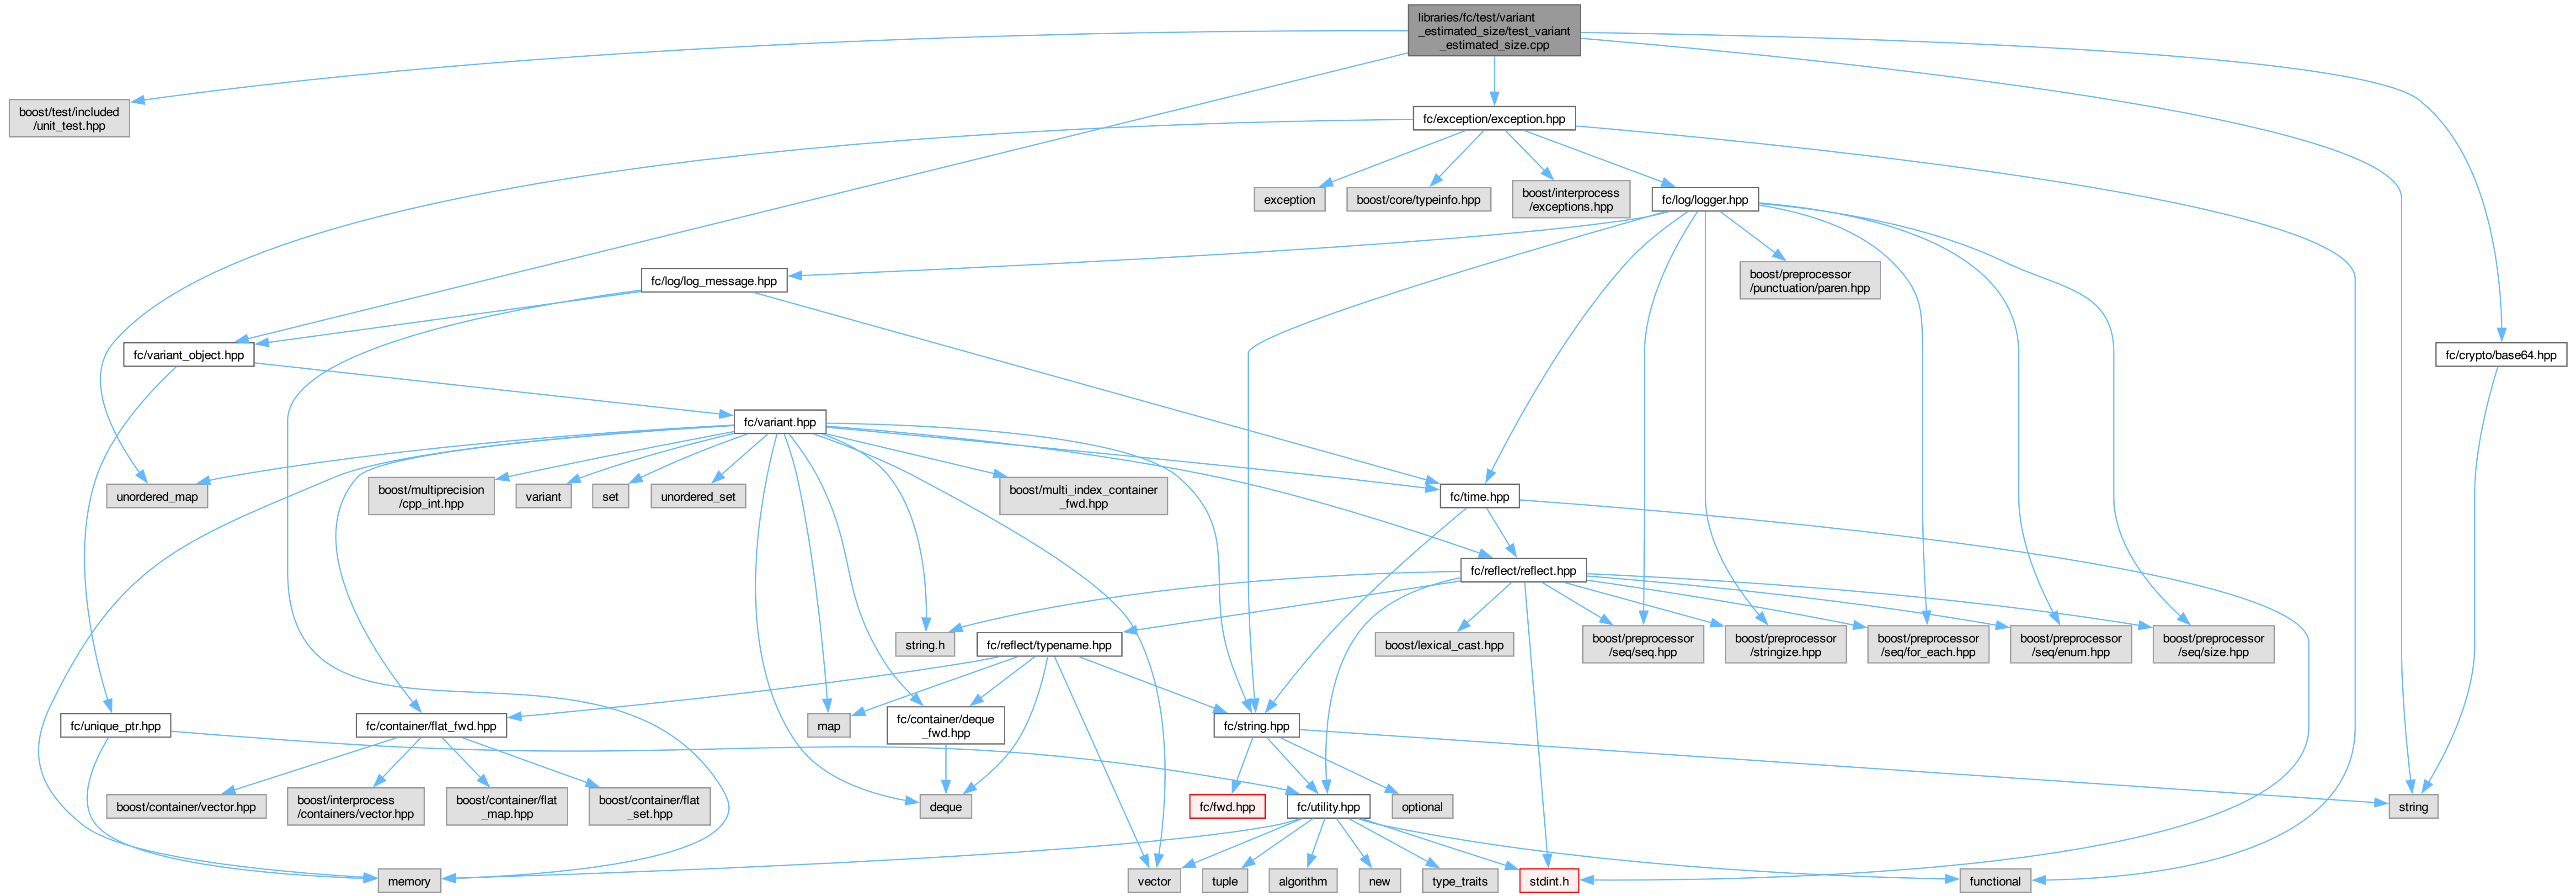 libraries/fc/test/variant
_estimated_size/test_variant
_estimated_size.cpp
boost/test/included
/unit_test.hpp
fc/exception/exception.hpp
exception
boost/core/typeinfo.hpp
boost/interprocess
/exceptions.hpp
fc/log/logger.hpp
fc/log/log_message.hpp
boost/preprocessor
/punctuation/paren.hpp
fc/variant_object.hpp
fc/crypto/base64.hpp
fc/variant.hpp
unordered_map
boost/multiprecision
/cpp_int.hpp
variant
set
unordered_set
boost/multi_index_container
_fwd.hpp
fc/time.hpp
fc/reflect/reflect.hpp
string.h
fc/reflect/typename.hpp
boost/lexical_cast.hpp
boost/preprocessor
/seq/seq.hpp
boost/preprocessor
/stringize.hpp
boost/preprocessor
/seq/for_each.hpp
boost/preprocessor
/seq/enum.hpp
boost/preprocessor
/seq/size.hpp
fc/unique_ptr.hpp
fc/container/flat_fwd.hpp
map
fc/container/deque
_fwd.hpp
fc/string.hpp
boost/container/vector.hpp
boost/interprocess
/containers/vector.hpp
boost/container/flat
_map.hpp
boost/container/flat
_set.hpp
deque
fc/fwd.hpp
fc/utility.hpp
optional
string
memory
vector
tuple
algorithm
new
type_traits
stdint.h
functional